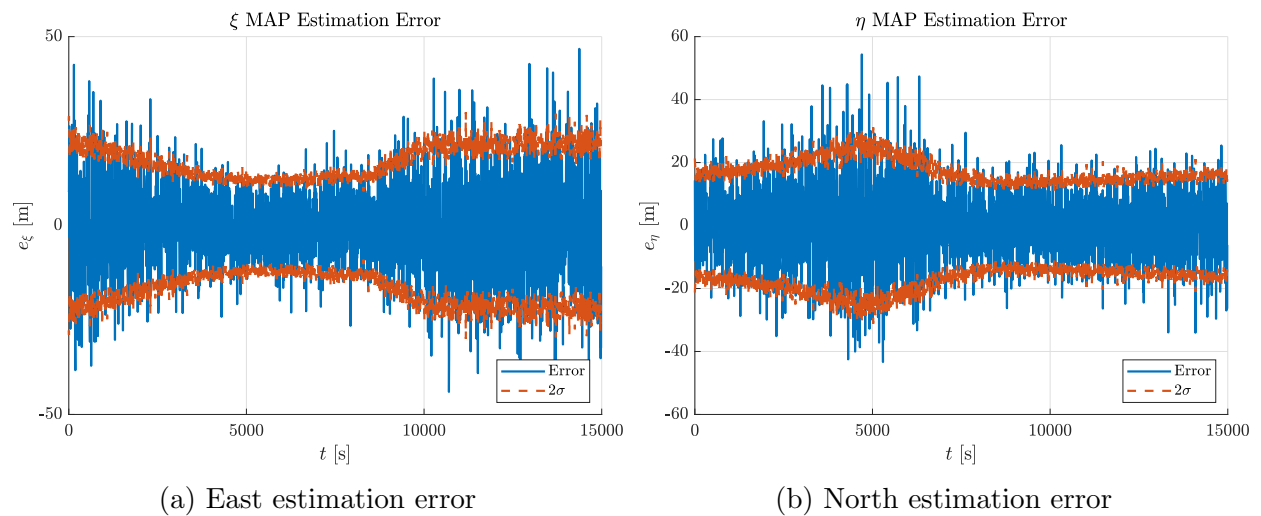 ξ MAP Estimation Error
50
0
-50
e_ξ [m]
0
5000
10000
15000
t [s]
Error
2σ
(a) East estimation error
η MAP Estimation Error
60
40
20
0
-20
-40
-60
e_η [m]
0
5000
10000
15000
t [s]
Error
2σ
(b) North estimation error